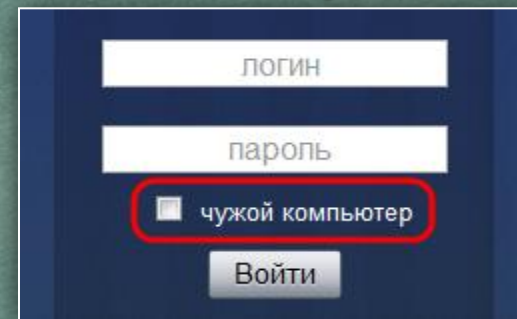 логин
пароль
чужой компьютер
Войти